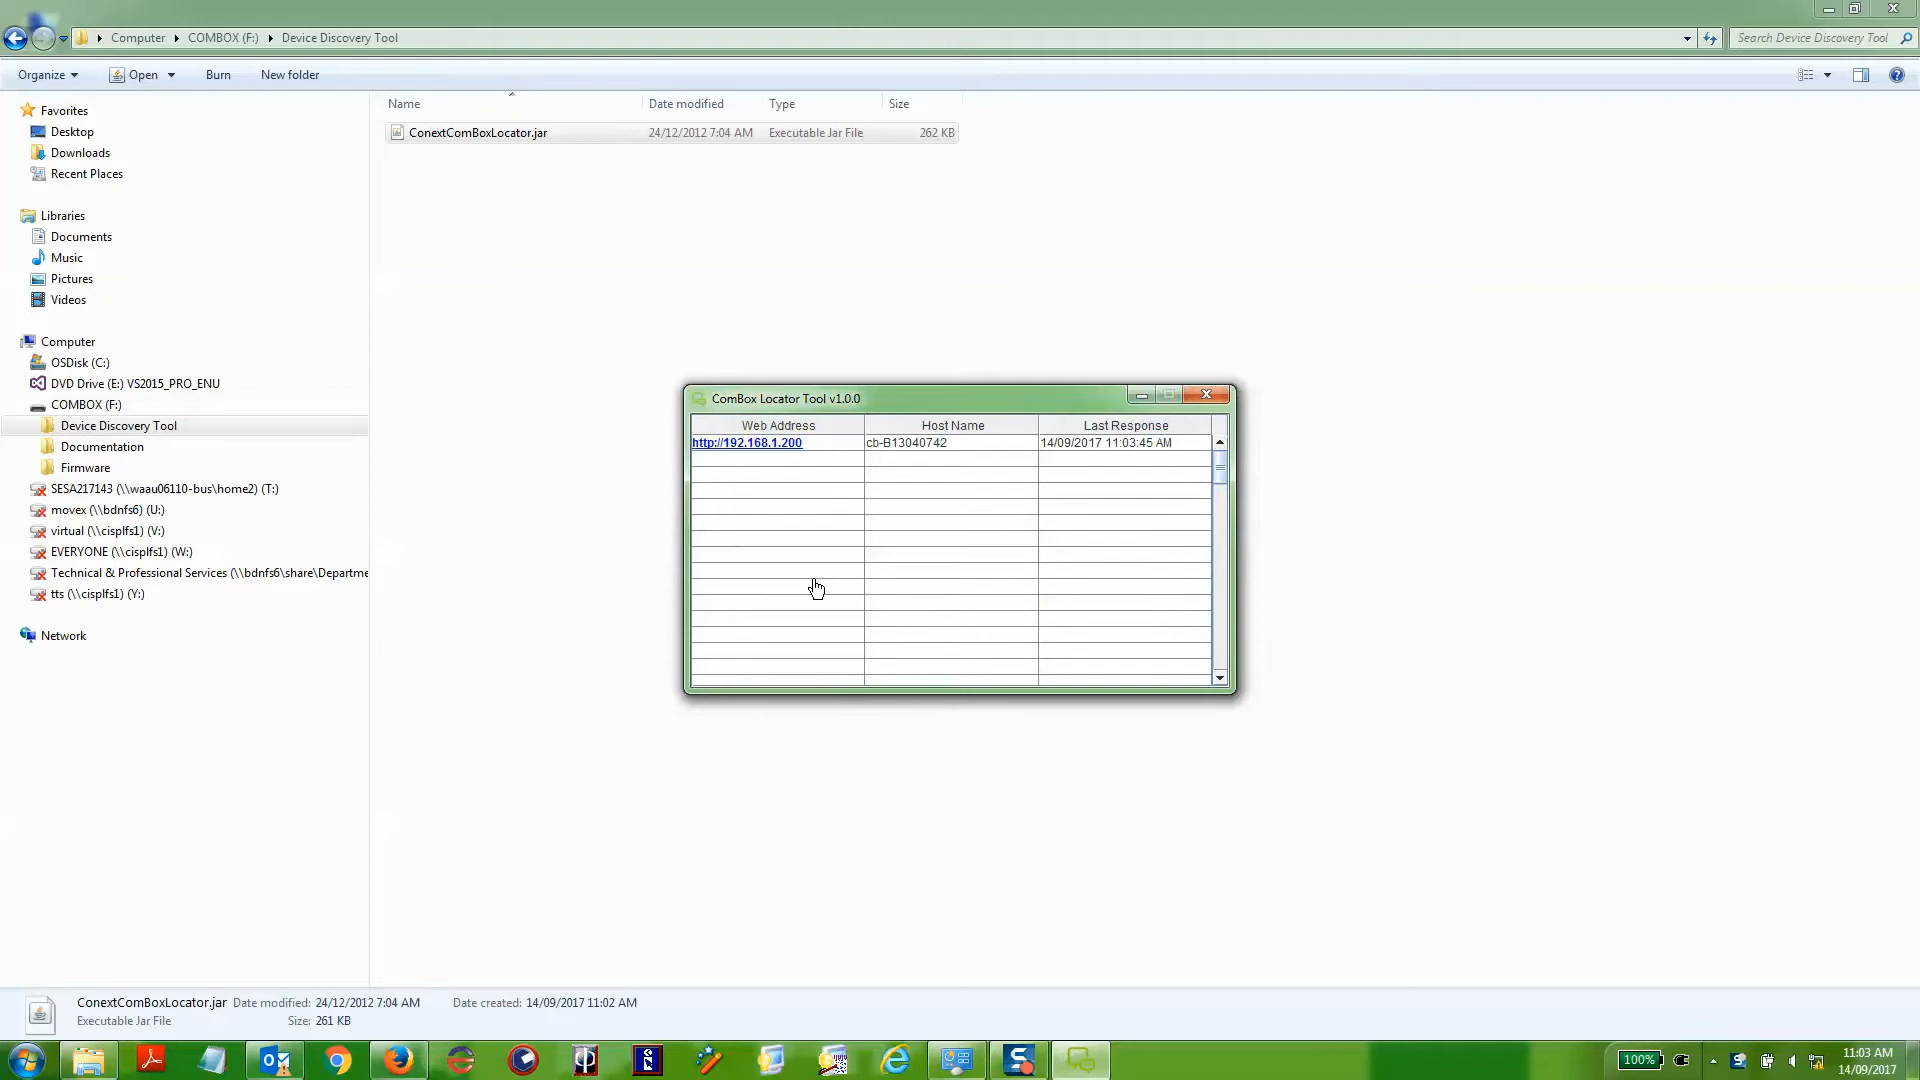 Computer COMBOX (F:) Device Discovery Tool
Search Device Discovery Tool
Organize Open Burn New folder
Favorites
Desktop
Downloads
Recent Places
Libraries
Documents
Music
Pictures
Videos
Computer
OSDisk (C:)
DVD Drive (E:) VS2015_PRO_ENU
COMBOX (F:)
Device Discovery Tool
Documentation
Firmware
SESA217143 (\\waau06110-bus\home2) (T:)
movex (\\bdnfs6) (U:)
virtual (\\cisplfs1) (V:)
EVERYONE (\\cisplfs1) (W:)
Technical & Professional Services (\\bdnfs6\share\Departme
tts (\\cisplfs1) (Y:)
Network
Name Date modified Type Size
ConextComBoxLocator.jar 24/12/2012 7:04 AM Executable Jar File 262 KB
ComBox Locator Tool v1.0.0
Web Address Host Name Last Response
http://192.168.1.200 cb-B13040742 14/09/2017 11:03:45 AM
ConextComBoxLocator.jar Date modified: 24/12/2012 7:04 AM Date created: 14/09/2017 11:02 AM
Executable Jar File Size: 261 KB
100%
11:03 AM
14/09/2017